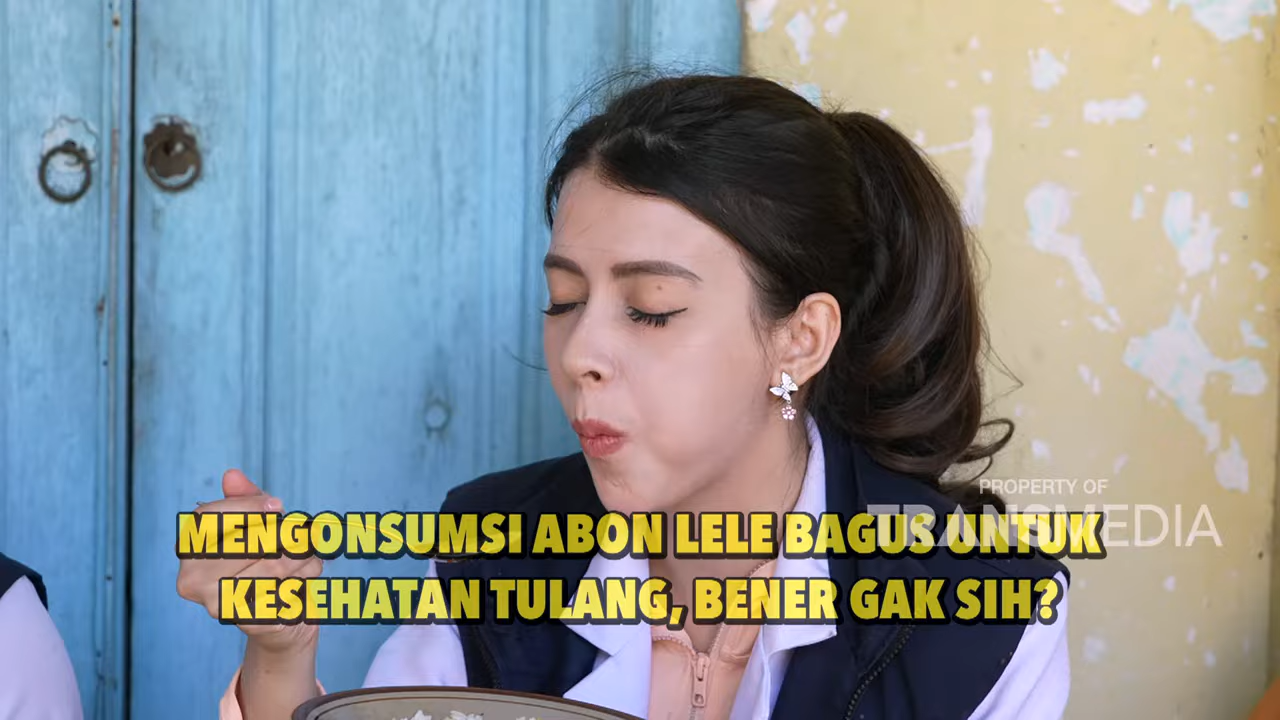 PROPERTY OF
TRANSMEDIA
MENGONSUMSI ABON LELE BAGUS UNTUK
KESEHATAN TULANG, BENER GAK SIH?